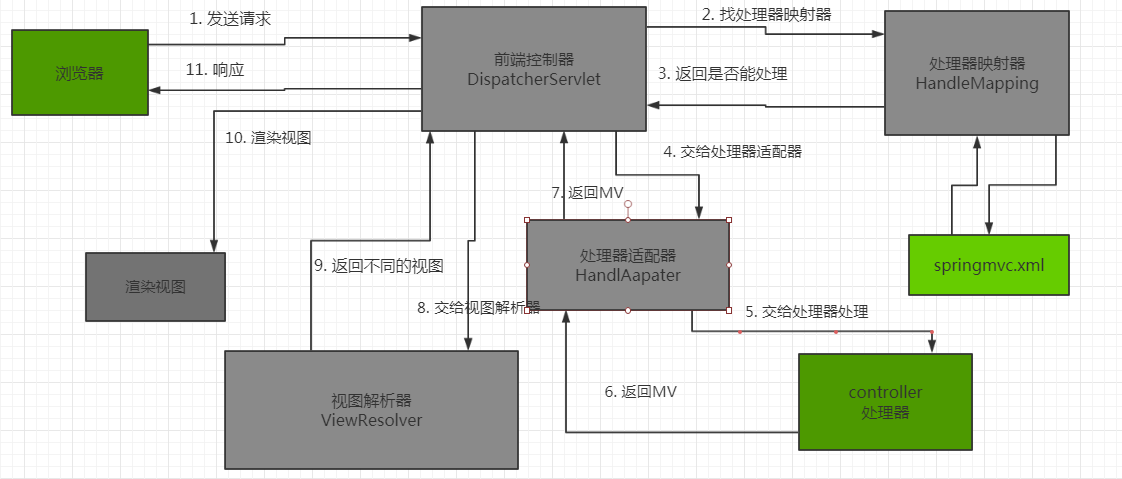 1. 发送请求
2. 找处理器映射器
浏览器
前端控制器
DispatcherServlet
处理器映射器
HandleMapping
11. 响应
3. 返回是否能处理
10. 渲染视图
4. 交给处理器适配器
7. 返回MV
渲染视图
9. 返回不同的视图
处理器适配器
HandlAapater
springmvc.xml
8. 交给视图解析器
5. 交给处理器处理
视图解析器
ViewResolver
6. 返回MV
controller
处理器